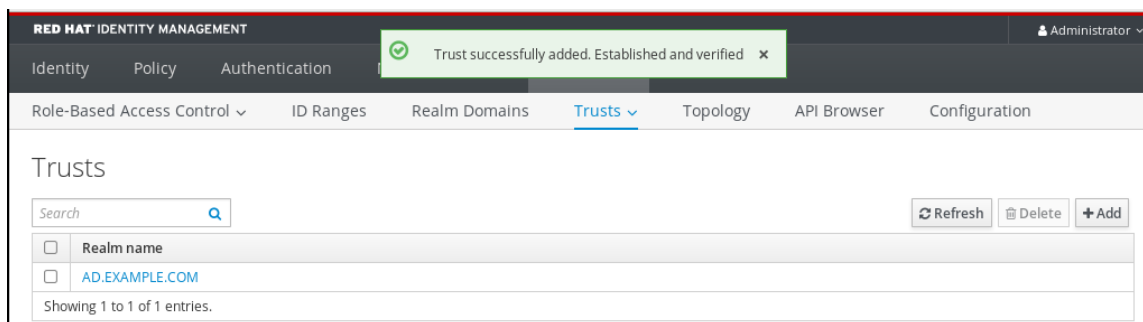 RED HAT® IDENTITY MANAGEMENT
Administrator
Trust successfully added. Established and verified ×
Identity Policy Authentication
Role-Based Access Control ID Ranges Realm Domains Trusts Topology API Browser Configuration
Trusts
Search
Refresh Delete + Add
Realm name
AD.EXAMPLE.COM
Showing 1 to 1 of 1 entries.